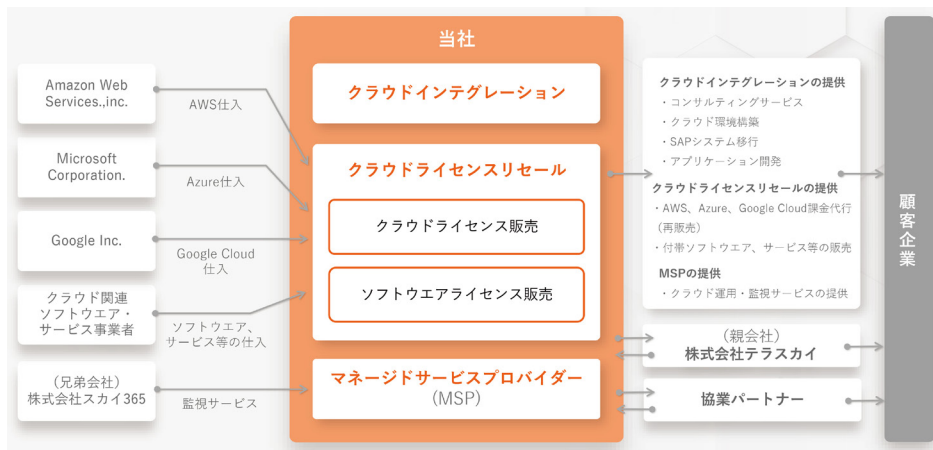 当社
Amazon Web
Services.,inc.
AWS仕入
Microsoft
Corporation.
Azure仕入
Google Inc.
Google Cloud
仕入
クラウド関連
ソフトウエア・
サービス事業者
ソフトウエア、
サービス等の仕入
（兄弟会社）
株式会社スカイ365
監視サービス
クラウドインテグレーション
クラウドライセンスリセール
クラウドライセンス販売
ソフトウエアライセンス販売
マネージドサービスプロバイダー
(MSP)
クラウドインテグレーションの提供
・コンサルティングサービス
・クラウド環境構築
・SAPシステム移行
・アプリケーション開発
クラウドライセンスリセールの提供
・AWS、Azure、Google Cloud課金代行
(再販売）
・付帯ソフトウエア、サービス等の販売
MSPの提供
・クラウド運用・監視サービスの提供
（親会社）
株式会社テラスカイ
協業パートナー
顧客企業